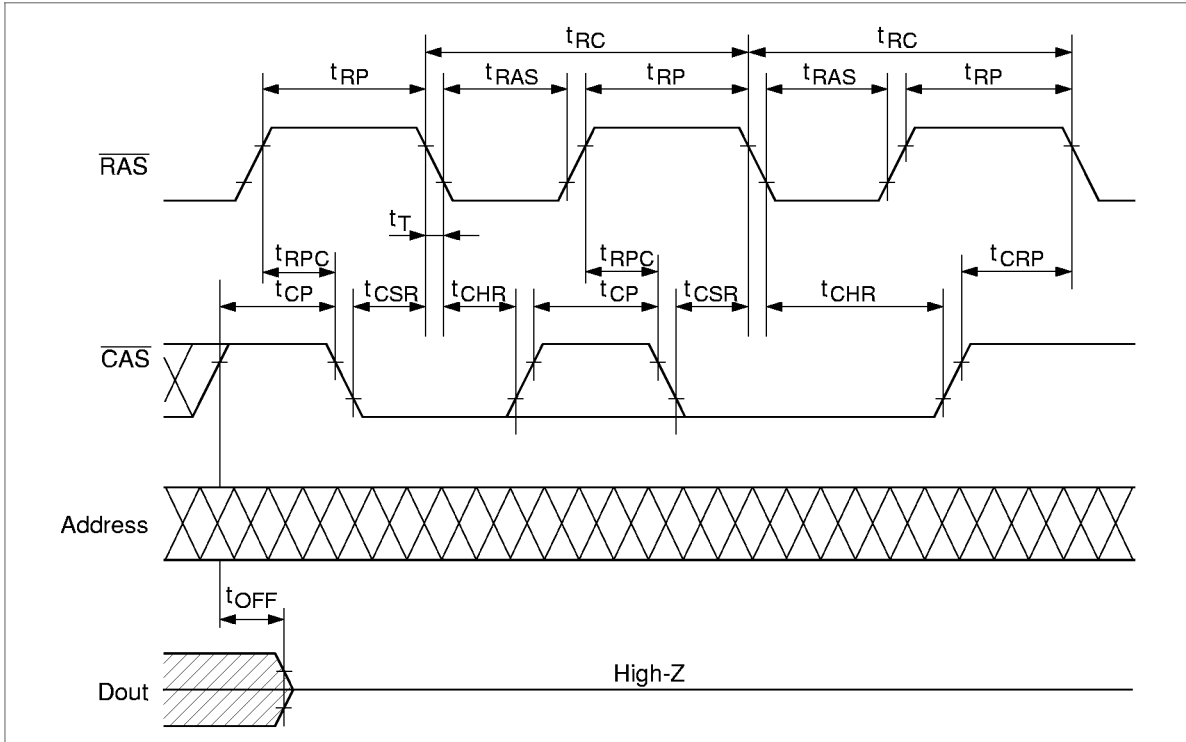 tRC tRC
tRP tRAS tRP tRAS tRP
RAS
tT
tRPC tRPC tCRP
tCP tCSR tCHR tCP tCSR tCHR
CAS
Address
tOFF
High-Z
Dout